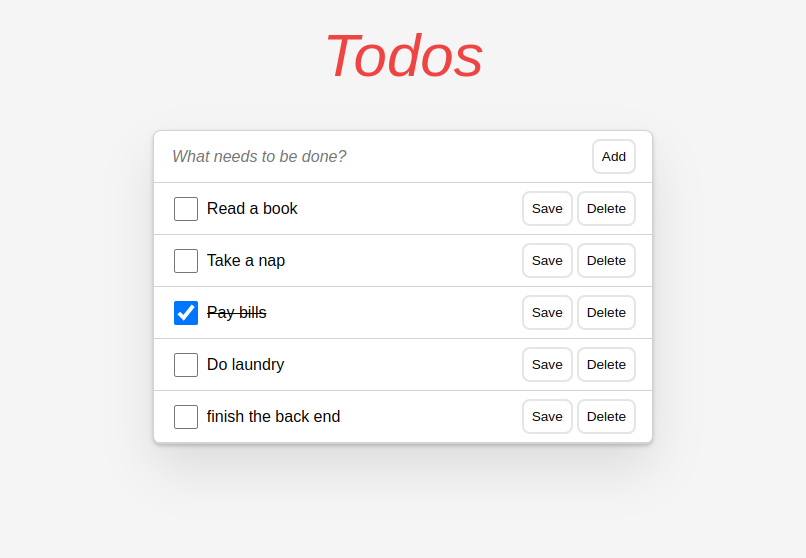 Todos
What needs to be done? Add
Read a book Save Delete
Take a nap Save Delete
Pay bills Save Delete
Do laundry Save Delete
finish the back end Save Delete